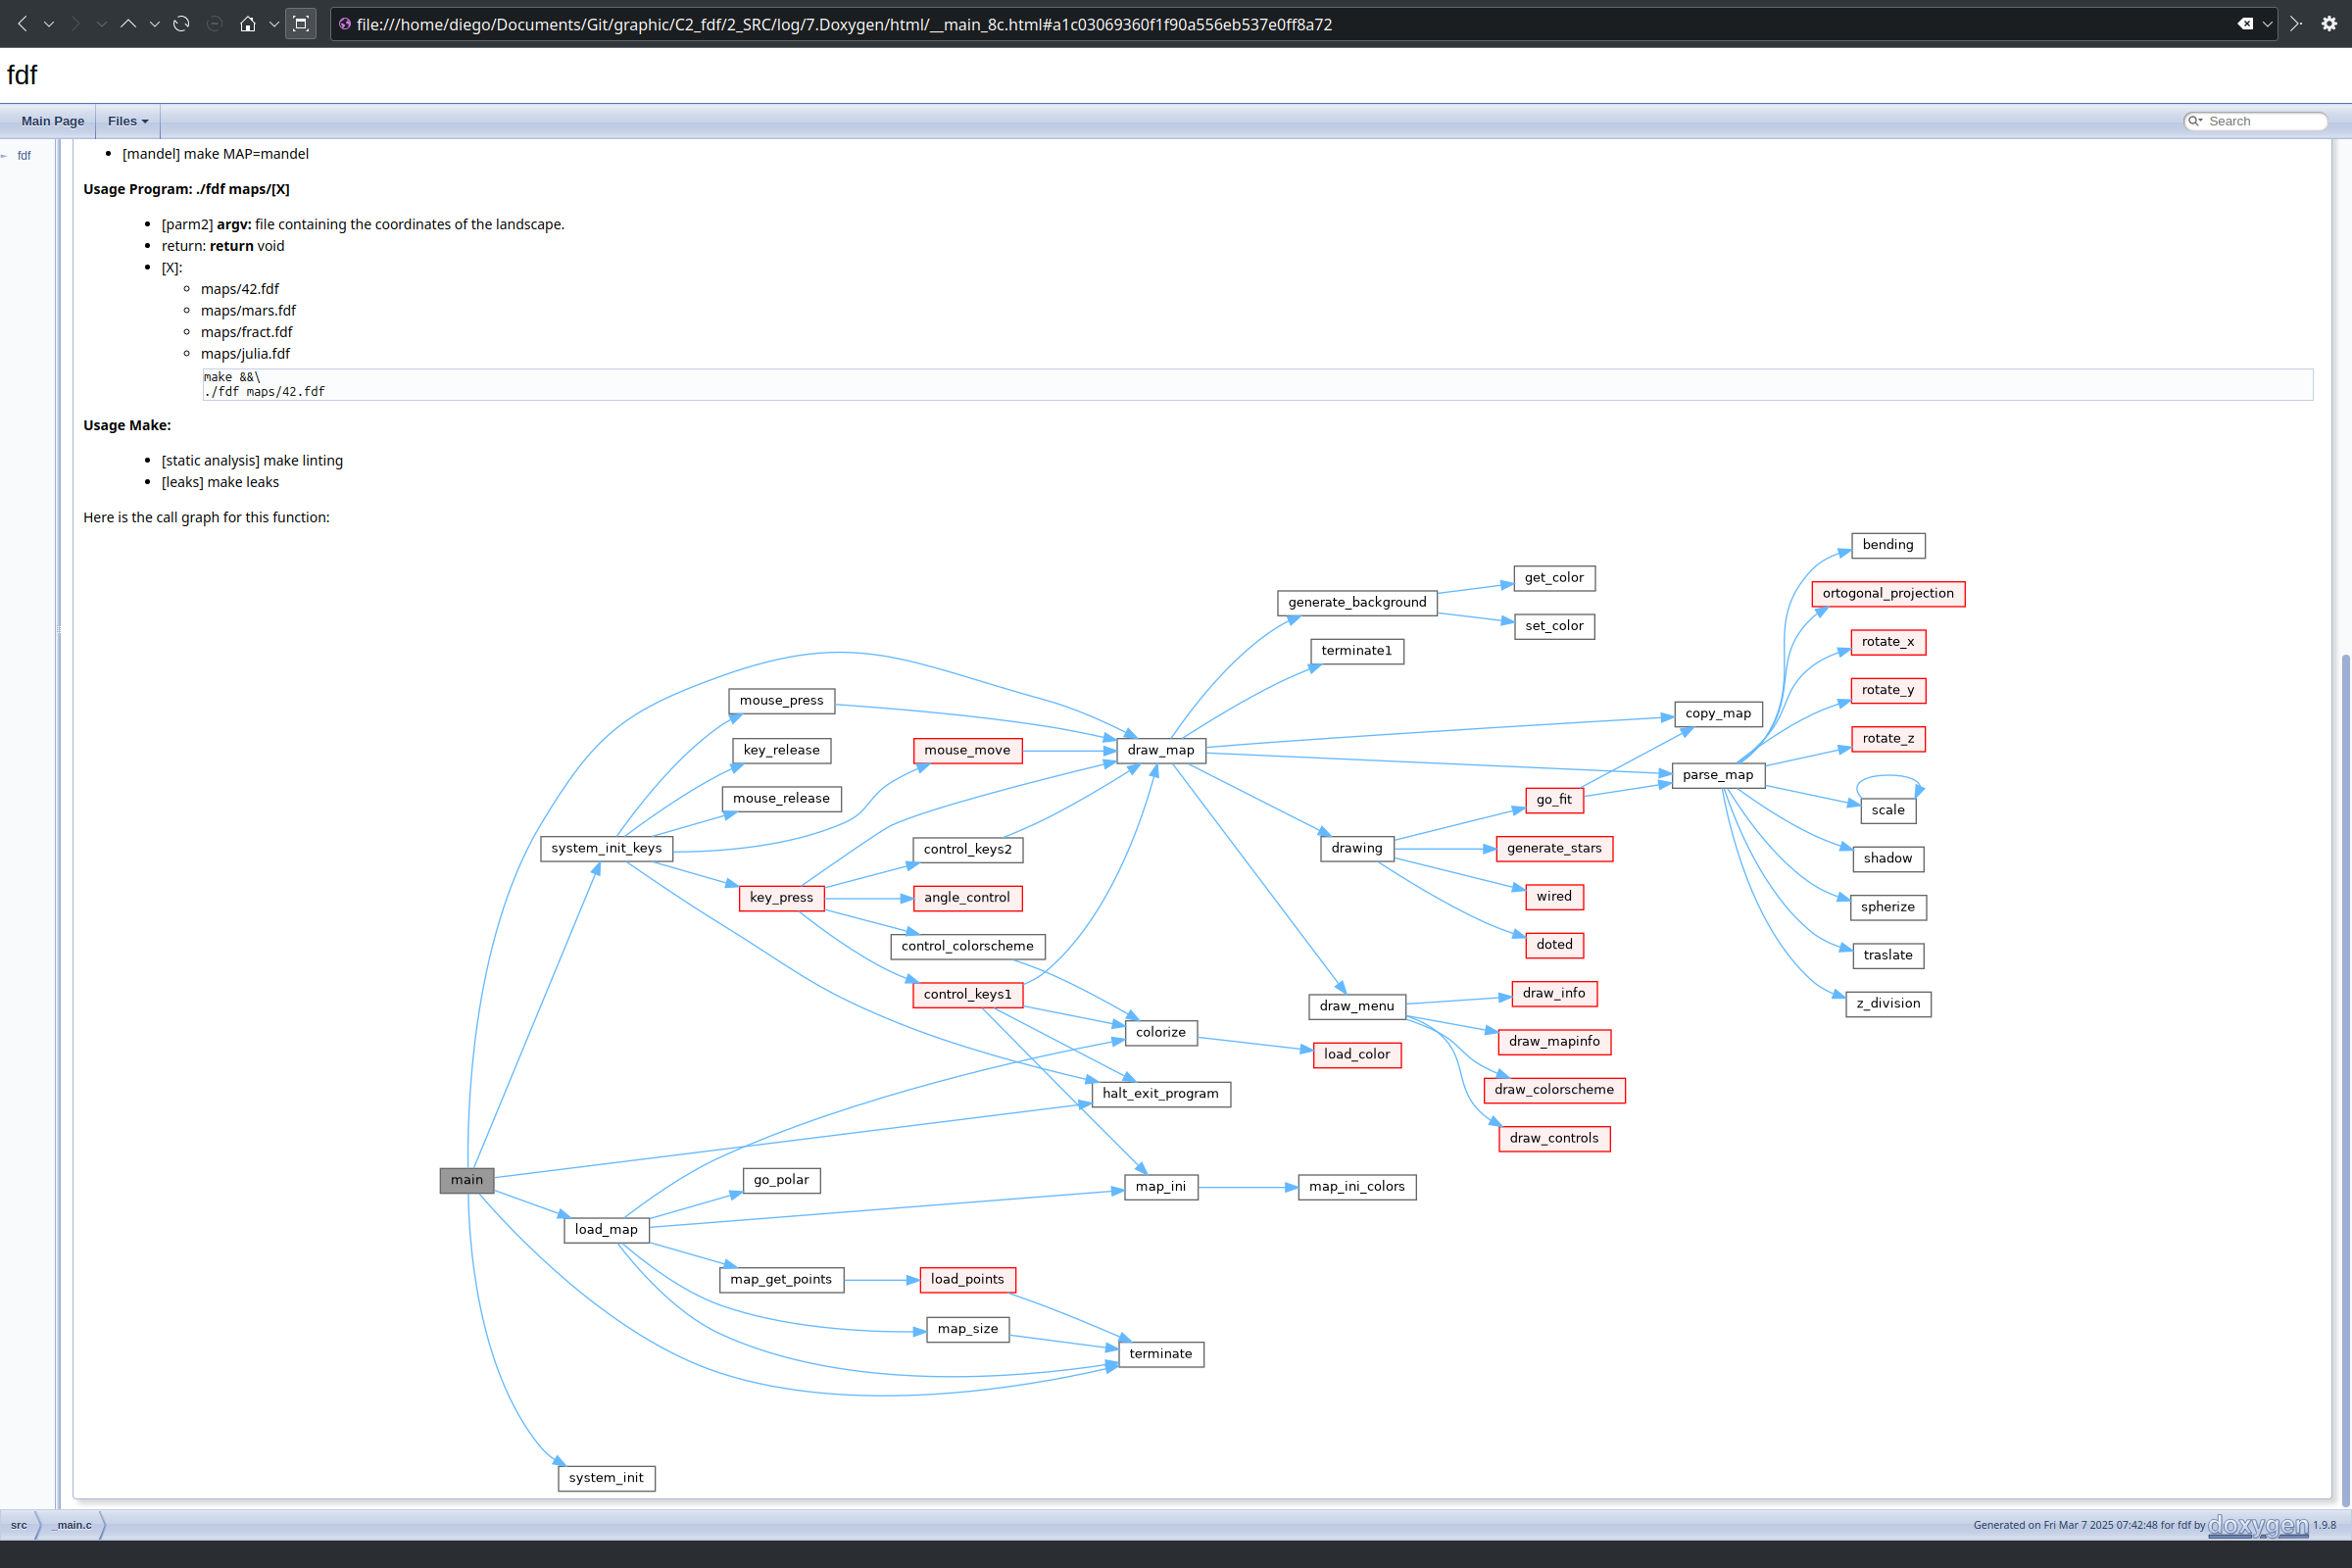 file:///home/diego/Documents/Git/graphic/C2_fdf/2_SRC/log/7.Doxygen/html/__main_8c.html#a1c03069360f1f90a556eb537e0ff8a72
fdf
Main Page Files Search
fdf
[mandel] make MAP=mandel
Usage Program: ./fdf maps/[X]
[parm2] argv: file containing the coordinates of the landscape.
return: return void
[X]:
maps/42.fdf
maps/mars.fdf
maps/fract.fdf
maps/julia.fdf
make &&\
./fdf maps/42.fdf
Usage Make:
[static analysis] make linting
[leaks] make leaks
Here is the call graph for this function:
bending
get_color
ortogonal_projection
generate_background
set_color
rotate_x
terminate1
rotate_y
mouse_press
copy_map
rotate_z
key_release
mouse_move
draw_map
parse_map
mouse_release
go_fit
scale
system_init_keys
control_keys2
drawing
generate_stars
shadow
key_press
angle_control
wired
spherize
control_colorscheme
doted
traslate
control_keys1
draw_info
draw_menu
z_division
colorize
draw_mapinfo
load_color
halt_exit_program
draw_colorscheme
draw_controls
main
go_polar
map_ini
map_ini_colors
load_map
map_get_points
load_points
map_size
terminate
system_init
src _main.c Generated on Fri Mar 7 2025 07:42:48 for fdf by doxygen 1.9.8